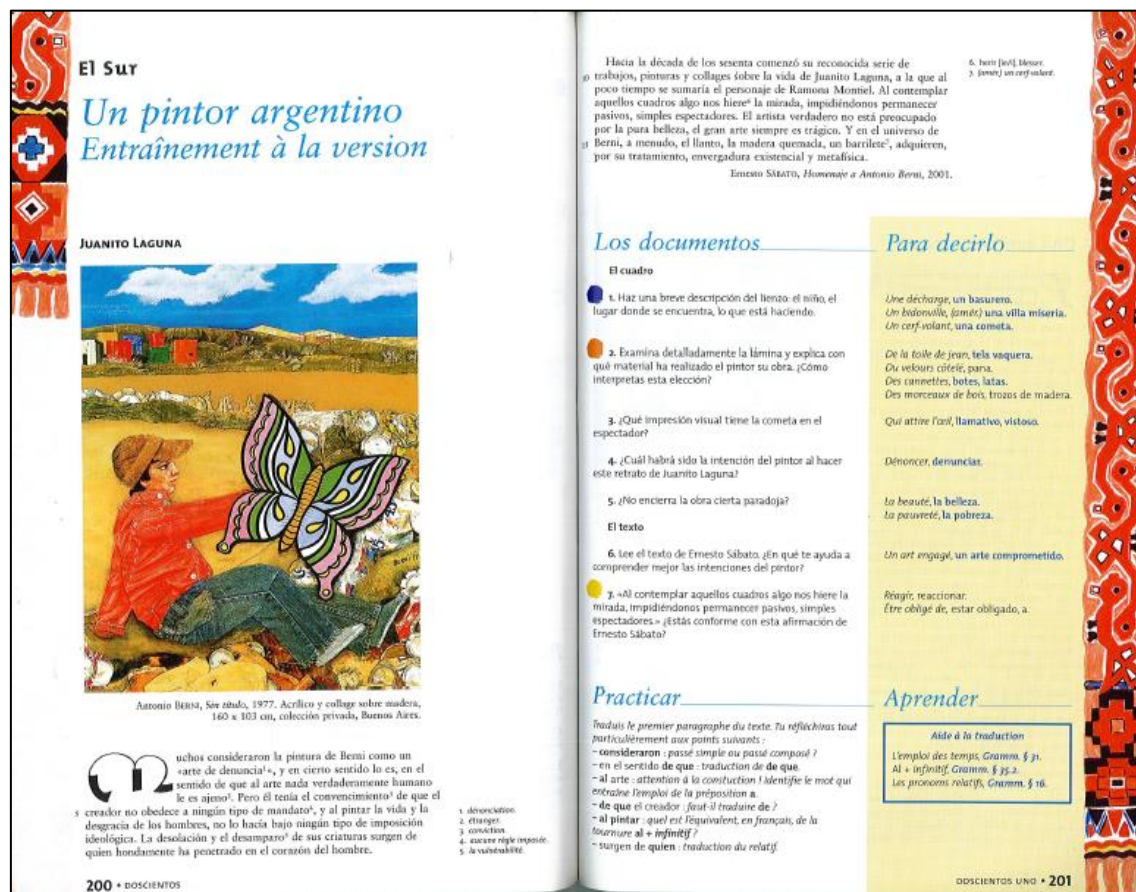 El Sur
Un pintor argentino
Entraînement à la version
JUANITO LAGUNA
Antonio BERNI, Sin título, 1977. Acrílico y collage sobre madera,
160 x 103 cm, colección privada, Buenos Aires.
Muchos consideraron la pintura de Berni como un
«arte de denuncia¹», y en cierto sentido lo es, en el
sentido de que al arte nada verdaderamente humano
le es ajeno². Pero él tenía el convencimiento³ de que el
5 creador no obedece a ningún tipo de mandato⁴, y al pintar la vida y la
desgracia de los hombres, no lo hacía bajo ningún tipo de imposición
ideológica. La desolación y el desamparo⁵ de sus criaturas surgen de
quien hondamente ha penetrado en el corazón del hombre.
1. dénonciation.
2. étranger.
3. conviction.
4. aucune règle imposée.
5. la vulnérabilité.
200 • DOSCIENTOS
Hacia la década de los sesenta comenzó su reconocida serie de
10 trabajos, pinturas y collages sobre la vida de Juanito Laguna, a la que al
poco tiempo se sumaría el personaje de Ramona Montiel. Al contemplar
aquellos cuadros algo nos hiere⁶ la mirada, impidiéndonos permanecer
pasivos, simples espectadores. El artista verdadero no está preocupado
por la pura belleza, el gran arte siempre es trágico. Y en el universo de
15 Berni, a menudo, el llanto, la madera quemada, un barrilete⁷, adquieren,
por su tratamiento, envergadura existencial y metafísica.
Ernesto SÁBATO, Homenaje a Antonio Berni, 2001.
6. herir [ie/i], blesser.
7. (amér.) un cerf-volant.
Los documentos
El cuadro
1. Haz una breve descripción del lienzo: el niño, el
lugar donde se encuentra, lo que está haciendo.
2. Examina detalladamente la lámina y explica con
qué material ha realizado el pintor su obra. ¿Cómo
interpretas esta elección?
3. ¿Qué impresión visual tiene la cometa en el
espectador?
4. ¿Cuál habrá sido la intención del pintor al hacer
este retrato de Juanito Laguna?
5. ¿No encierra la obra cierta paradoja?
El texto
6. Lee el texto de Ernesto Sábato. ¿En qué te ayuda a
comprender mejor las intenciones del pintor?
7. «Al contemplar aquellos cuadros algo nos hiere la
mirada, impidiéndonos permanecer pasivos, simples
espectadores.» ¿Estás conforme con esta afirmación de
Ernesto Sábato?
Para decirlo
Une décharge, un basurero.
Un bidonville, (amér.) una villa miseria.
Un cerf-volant, una cometa.
De la toile de jean, tela vaquera.
Du velours côtelé, pana.
Des cannettes, botes, latas.
Des morceaux de bois, trozos de madera.
Qui attire l'œil, llamativo, vistoso.
Dénoncer, denunciar.
La beauté, la belleza.
La pauvreté, la pobreza.
Un art engagé, un arte comprometido.
Réagir, reaccionar.
Être obligé de, estar obligado, a.
Practicar
Traduis le premier paragraphe du texte. Tu réfléchiras tout
particulièrement aux points suivants :
– consideraron : passé simple ou passé composé ?
– en el sentido de que : traduction de de que.
– al arte : attention à la constuction ! Identifie le mot qui
entraîne l'emploi de la préposition a.
– de que el creador : faut-il traduire de ?
– al pintar : quel est l'équivalent, en français, de la
tournure al + infinitif ?
– surgen de quien : traduction du relatif.
Aprender
Aide à la traduction
L'emploi des temps, Gramm. § 31.
Al + infinitif, Gramm. § 35.2.
Les pronoms relatifs, Gramm. § 16.
DOSCIENTOS UNO • 201